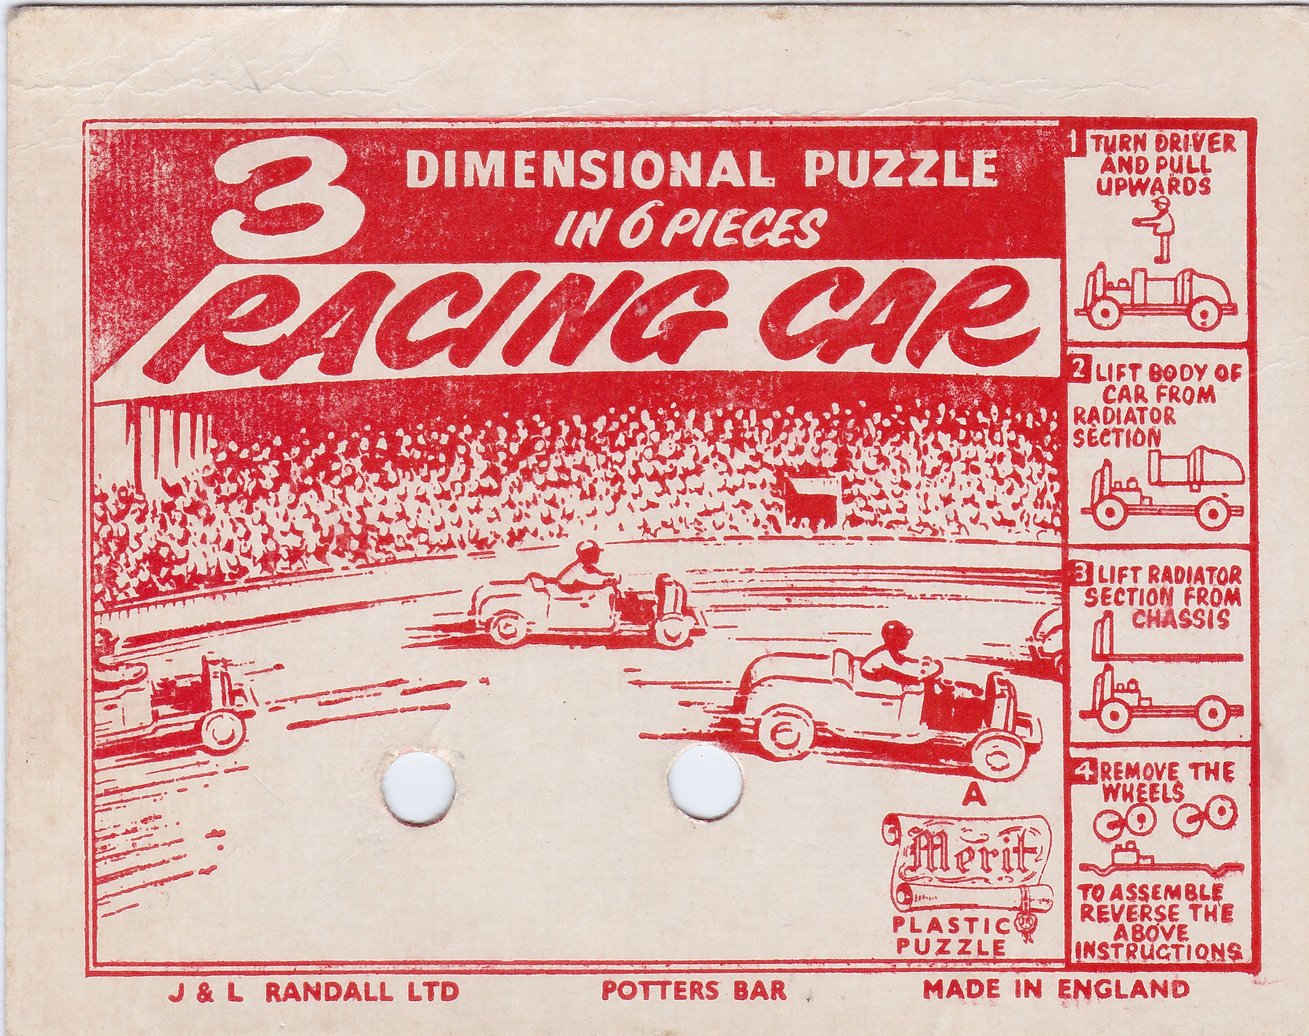 3 DIMENSIONAL PUZZLE
IN 6 PIECES
RACING CAR
1 TURN DRIVER
AND PULL
UPWARDS
2 LIFT BODY OF
CAR FROM
RADIATOR
SECTION
3 LIFT RADIATOR
SECTION FROM
CHASSIS
4 REMOVE THE
WHEELS
TO ASSEMBLE
REVERSE THE
ABOVE
INSTRUCTIONS
A
Merit
PLASTIC
PUZZLE
J & L RANDALL LTD POTTERS BAR MADE IN ENGLAND